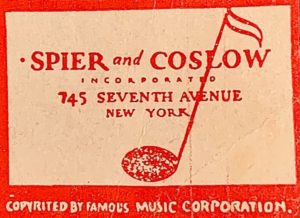 · SPIER and COSLOW
INCORPORATED
745 SEVENTH AVENUE
NEW YORK
COPYRITED BY FAMOUS MUSIC CORPORATION.